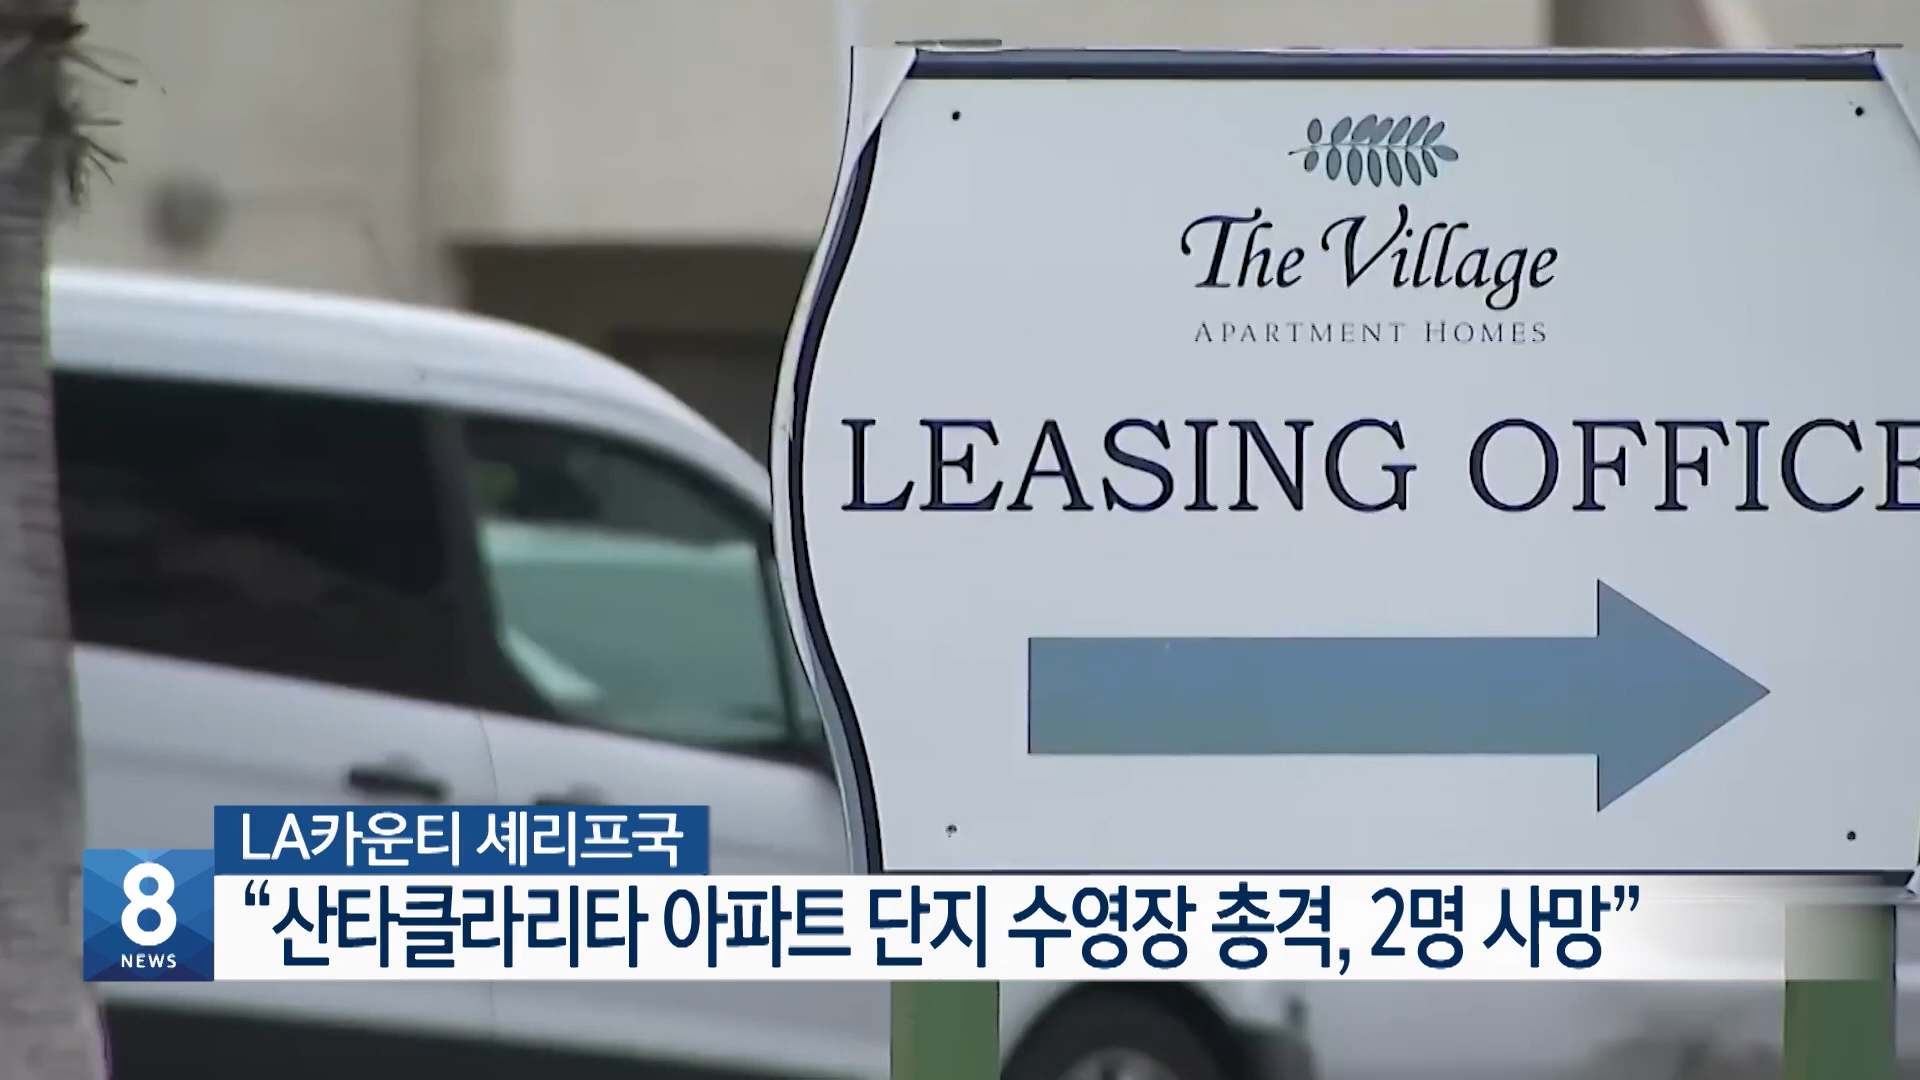 The Village
APARTMENT HOMES
LEASING OFFICE
LA카운티 셰리프국
8
NEWS
“산타클라리타 아파트 단지 수영장 총격, 2명 사망”